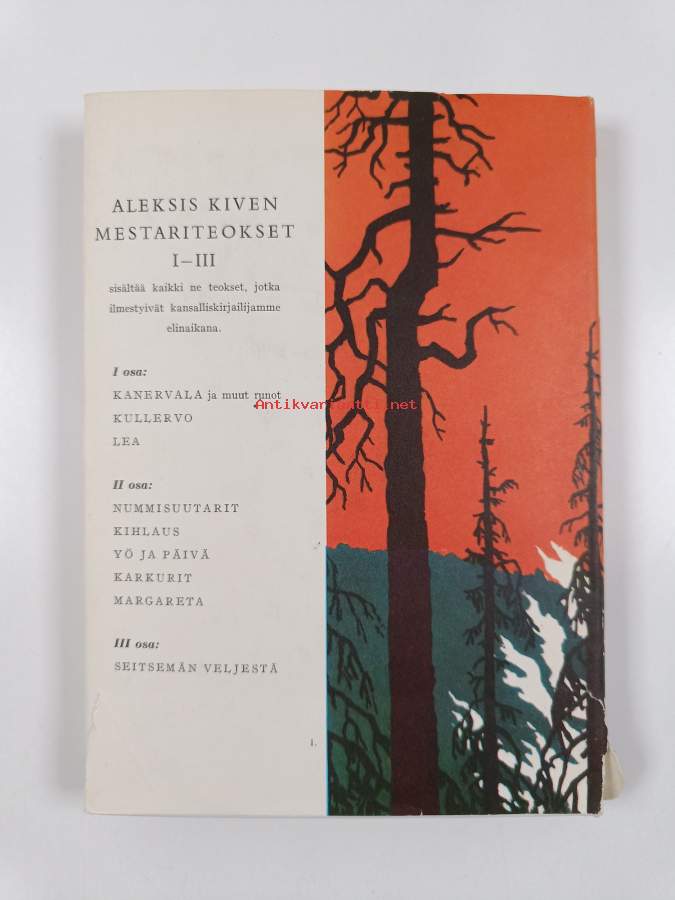 ALEKSIS KIVEN
MESTARITEOKSET
I–III
sisältää kaikki ne teokset, jotka
ilmestyivät kansalliskirjailijamme
elinaikana.
I osa:
KANERVALA ja muut runot
Antikvariaatti.net
KULLERVO
LEA
II osa:
NUMMISUUTARIT
KIHLAUS
YÖ JA PÄIVÄ
KARKURIT
MARGARETA
III osa:
SEITSEMÄN VELJESTÄ
1.